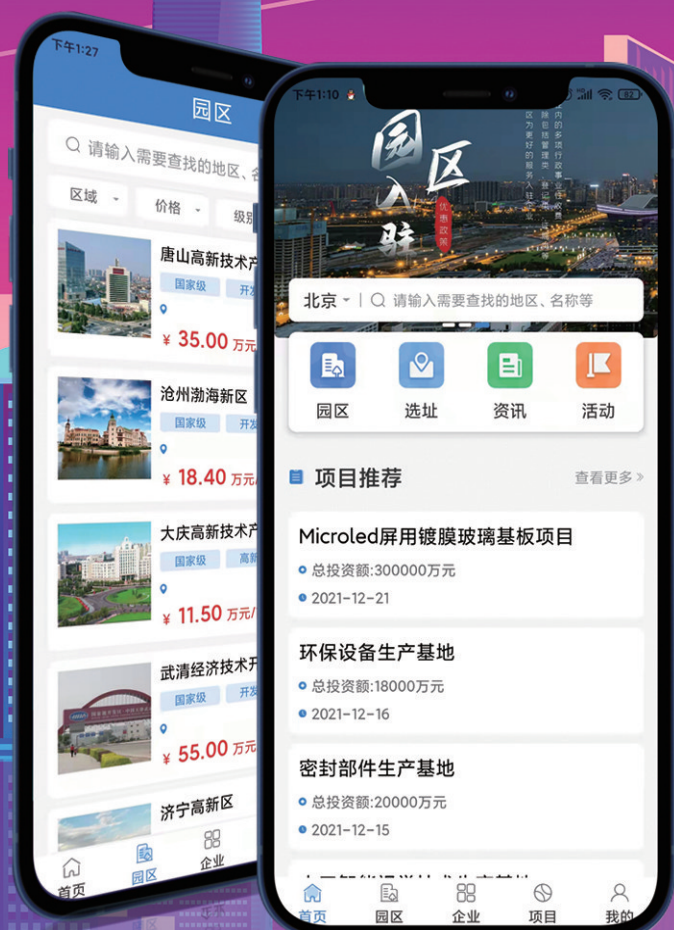 下午1:27
园区
请输入需要查找的地区、
区域
价格
级别
唐山高新技术产
国家级
开发
¥ 35.00 万元
沧州渤海新区
国家级
开发
¥ 18.40 万元/
大庆高新技术产
国家级
高新
¥ 11.50 万元/
武清经济技术开
国家级
开发
¥ 55.00 万元
济宁高新区
首页
园区
企业
下午1:10
82
园区
入驻
优惠政策
北京
请输入需要查找的地区、名称等
园区
选址
资讯
活动
项目推荐
查看更多
Microled屏用镀膜玻璃基板项目
总投资额:300000万元
2021-12-21
环保设备生产基地
总投资额:18000万元
2021-12-16
密封部件生产基地
总投资额:20000万元
2021-12-15
首页
园区
企业
项目
我的